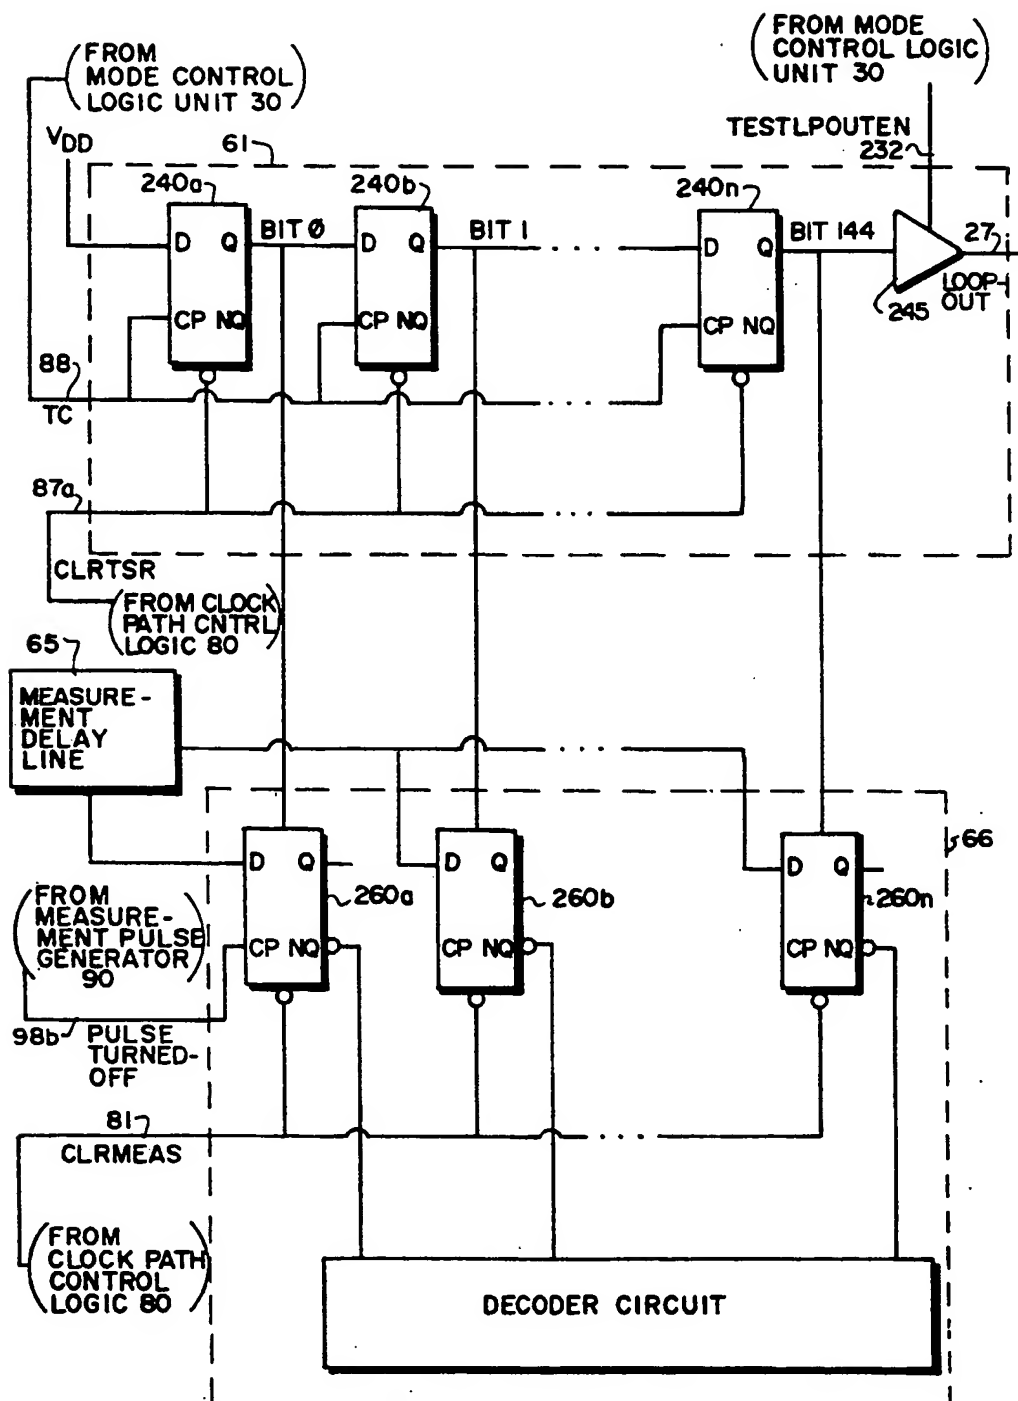 (FROM
MODE CONTROL
LOGIC UNIT 30)
(FROM MODE
CONTROL LOGIC
UNIT 30)
TESTLPOUTEN
232
VDD
61
240a
240b
240n
D Q
BIT 0
D Q
BIT 1
D Q
BIT 144
27
LOOP-
OUT
245
CP NQ
CP NQ
CP NQ
88
TC
87a
CLRTSR
(FROM CLOCK
PATH CNTRL
LOGIC 80)
65
MEASURE-
MENT
DELAY
LINE
66
D Q
D Q
D Q
260a
260b
260n
(FROM
MEASURE-
MENT PULSE
GENERATOR
90)
CP NQ
CP NQ
CP NQ
98b
PULSE
TURNED-
OFF
81
CLRMEAS
(FROM
CLOCK PATH
CONTROL
LOGIC 80)
DECODER CIRCUIT